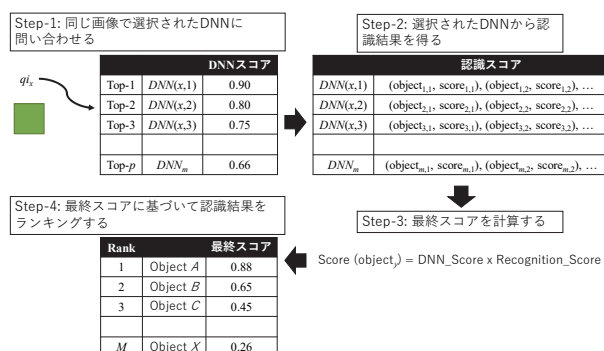 Step-1: 同じ画像で選択されたDNNに
問い合わせる
qiₓ
DNNスコア
Top-1 DNN(x,1) 0.90
Top-2 DNN(x,2) 0.80
Top-3 DNN(x,3) 0.75
Top-p DNNₘ 0.66
Step-2: 選択されたDNNから認
識結果を得る
認識スコア
DNN(x,1) (object₁,₁, score₁,₁), (object₁,₂, score₁,₂), …
DNN(x,2) (object₂,₁, score₂,₁), (object₂,₂, score₂,₂), …
DNN(x,3) (object₃,₁, score₃,₁), (object₃,₂, score₃,₂), …
DNNₘ (objectₘ,₁, scoreₘ,₁), (objectₘ,₂, scoreₘ,₂), …
Step-3: 最終スコアを計算する
Score (objectᵧ) = DNN_Score x Recognition_Score
Step-4: 最終スコアに基づいて認識結果を
ランキングする
Rank 最終スコア
1 Object A 0.88
2 Object B 0.65
3 Object C 0.45
M Object X 0.26